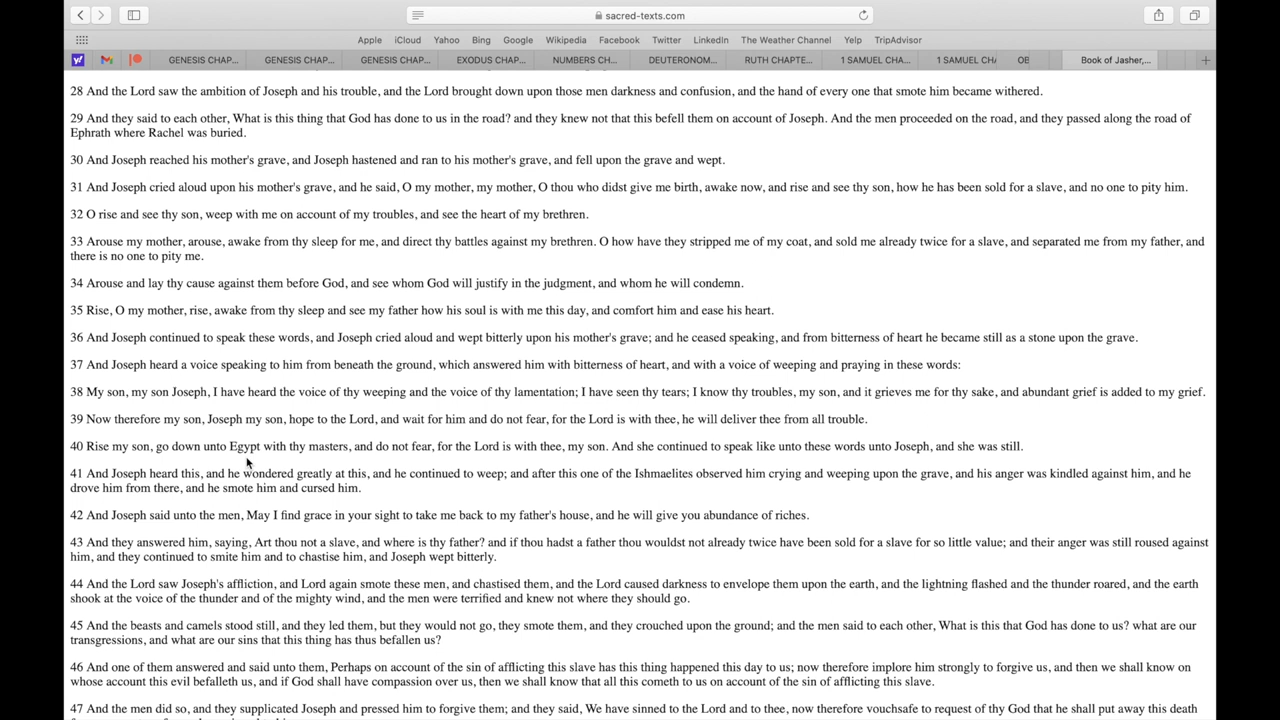 sacred-texts.com
Apple iCloud Yahoo Bing Google Wikipedia Facebook Twitter LinkedIn The Weather Channel Yelp TripAdvisor
GENESIS CHAP... GENESIS CHAP... GENESIS CHAP... EXODUS CHAP... NUMBERS CH... DEUTERONOM... RUTH CHAPTE... 1 SAMUEL CHA... 1 SAMUEL CHA OB Book of Jasher,...
28 And the Lord saw the ambition of Joseph and his trouble, and the Lord brought down upon those men darkness and confusion, and the hand of every one that smote him became withered.
29 And they said to each other, What is this thing that God has done to us in the road? and they knew not that this befell them on account of Joseph. And the men proceeded on the road, and they passed along the road of
Ephrath where Rachel was buried.
30 And Joseph reached his mother's grave, and Joseph hastened and ran to his mother's grave, and fell upon the grave and wept.
31 And Joseph cried aloud upon his mother's grave, and he said, O my mother, my mother, O thou who didst give me birth, awake now, and rise and see thy son, how he has been sold for a slave, and no one to pity him.
32 O rise and see thy son, weep with me on account of my troubles, and see the heart of my brethren.
33 Arouse my mother, arouse, awake from thy sleep for me, and direct thy battles against my brethren. O how have they stripped me of my coat, and sold me already twice for a slave, and separated me from my father, and
there is no one to pity me.
34 Arouse and lay thy cause against them before God, and see whom God will justify in the judgment, and whom he will condemn.
35 Rise, O my mother, rise, awake from thy sleep and see my father how his soul is with me this day, and comfort him and ease his heart.
36 And Joseph continued to speak these words, and Joseph cried aloud and wept bitterly upon his mother's grave; and he ceased speaking, and from bitterness of heart he became still as a stone upon the grave.
37 And Joseph heard a voice speaking to him from beneath the ground, which answered him with bitterness of heart, and with a voice of weeping and praying in these words:
38 My son, my son Joseph, I have heard the voice of thy weeping and the voice of thy lamentation; I have seen thy tears; I know thy troubles, my son, and it grieves me for thy sake, and abundant grief is added to my grief.
39 Now therefore my son, Joseph my son, hope to the Lord, and wait for him and do not fear, for the Lord is with thee, he will deliver thee from all trouble.
40 Rise my son, go down unto Egypt with thy masters, and do not fear, for the Lord is with thee, my son. And she continued to speak like unto these words unto Joseph, and she was still.
41 And Joseph heard this, and he wondered greatly at this, and he continued to weep; and after this one of the Ishmaelites observed him crying and weeping upon the grave, and his anger was kindled against him, and he
drove him from there, and he smote him and cursed him.
42 And Joseph said unto the men, May I find grace in your sight to take me back to my father's house, and he will give you abundance of riches.
43 And they answered him, saying, Art thou not a slave, and where is thy father? and if thou hadst a father thou wouldst not already twice have been sold for a slave for so little value; and their anger was still roused against
him, and they continued to smite him and to chastise him, and Joseph wept bitterly.
44 And the Lord saw Joseph's affliction, and Lord again smote these men, and chastised them, and the Lord caused darkness to envelope them upon the earth, and the lightning flashed and the thunder roared, and the earth
shook at the voice of the thunder and of the mighty wind, and the men were terrified and knew not where they should go.
45 And the beasts and camels stood still, and they led them, but they would not go, they smote them, and they crouched upon the ground; and the men said to each other, What is this that God has done to us? what are our
transgressions, and what are our sins that this thing has thus befallen us?
46 And one of them answered and said unto them, Perhaps on account of the sin of afflicting this slave has this thing happened this day to us; now therefore implore him strongly to forgive us, and then we shall know on
whose account this evil befalleth us, and if God shall have compassion over us, then we shall know that all this cometh to us on account of the sin of afflicting this slave.
47 And the men did so, and they supplicated Joseph and pressed him to forgive them; and they said, We have sinned to the Lord and to thee, now therefore vouchsafe to request of thy God that he shall put away this death